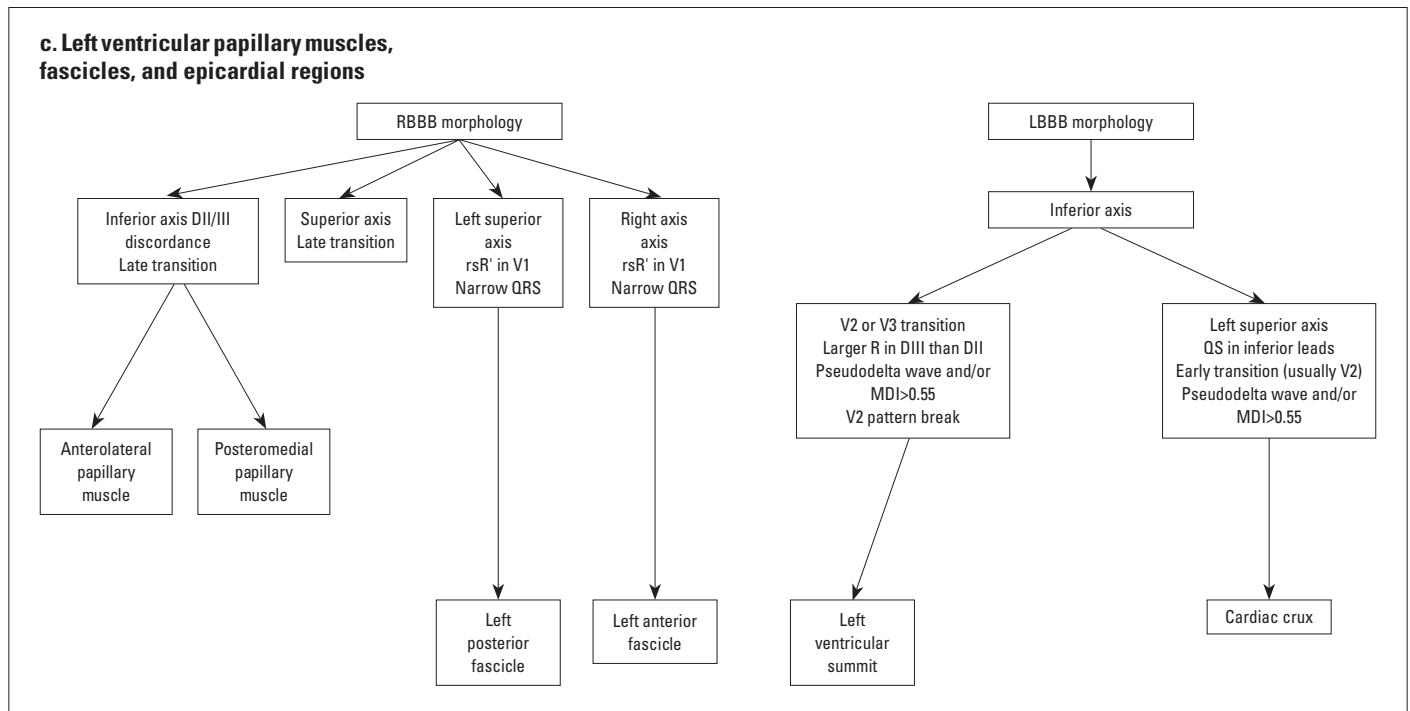 c. Left ventricular papillary muscles,
fascicles, and epicardial regions
RBBB morphology
Inferior axis DII/III
discordance
Late transition
Superior axis
Late transition
Left superior
axis
rsR' in V1
Narrow QRS
Right axis
axis
rsR' in V1
Narrow QRS
Anterolateral
papillary
muscle
Posteromedial
papillary
muscle
Left
posterior
fascicle
Left anterior
fascicle
LBBB morphology
Inferior axis
V2 or V3 transition
Larger R in DIII than DII
Pseudodelta wave and/or
MDI>0.55
V2 pattern break
Left superior axis
QS in inferior leads
Early transition (usually V2)
Pseudodelta wave and/or
MDI>0.55
Left
ventricular
summit
Cardiac crux